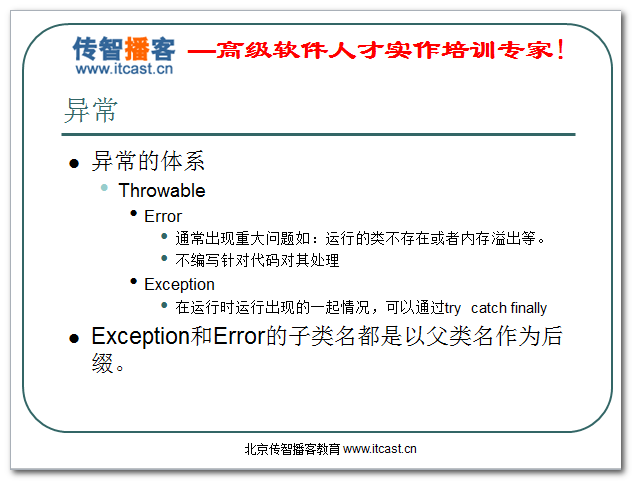 传智播客 —高级软件人才实作培训专家!
www.itcast.cn
异常
异常的体系
Throwable
Error
通常出现重大问题如：运行的类不存在或者内存溢出等。
不编写针对代码对其处理
Exception
在运行时运行出现的一起情况，可以通过try catch finally
Exception和Error的子类名都是以父类名作为后
缀。
北京传智播客教育 www.itcast.cn